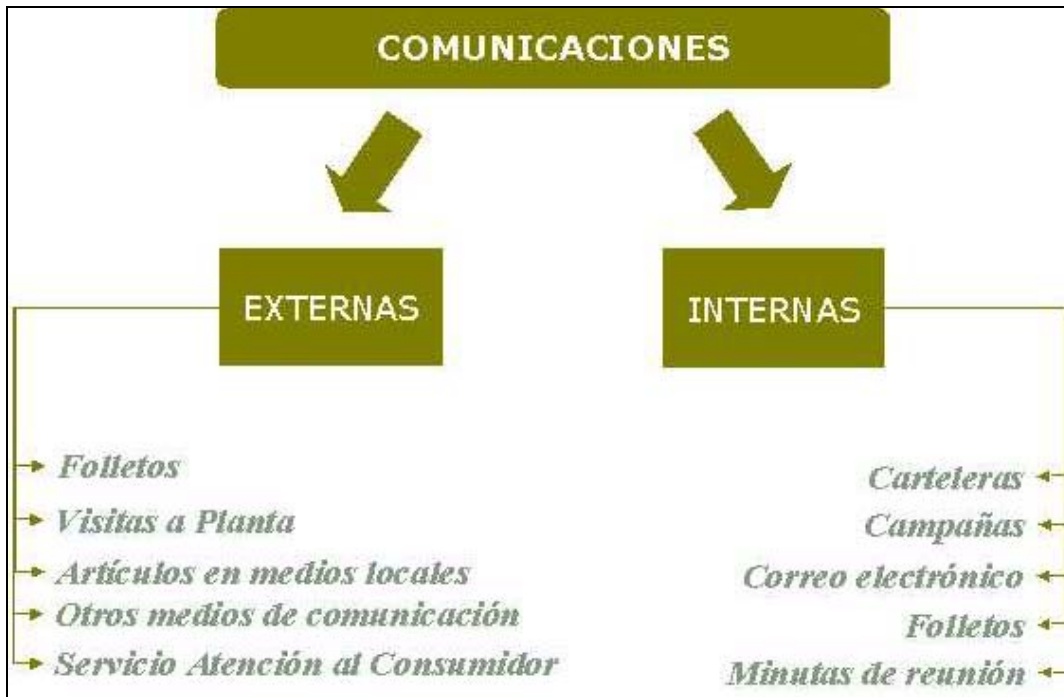 COMUNICACIONES
EXTERNAS
INTERNAS
Folletos
Visitas a Planta
Artículos en medios locales
Otros medios de comunicación
Servicio Atención al Consumidor
Carteleras
Campañas
Correo electrónico
Folletos
Minutas de reunión